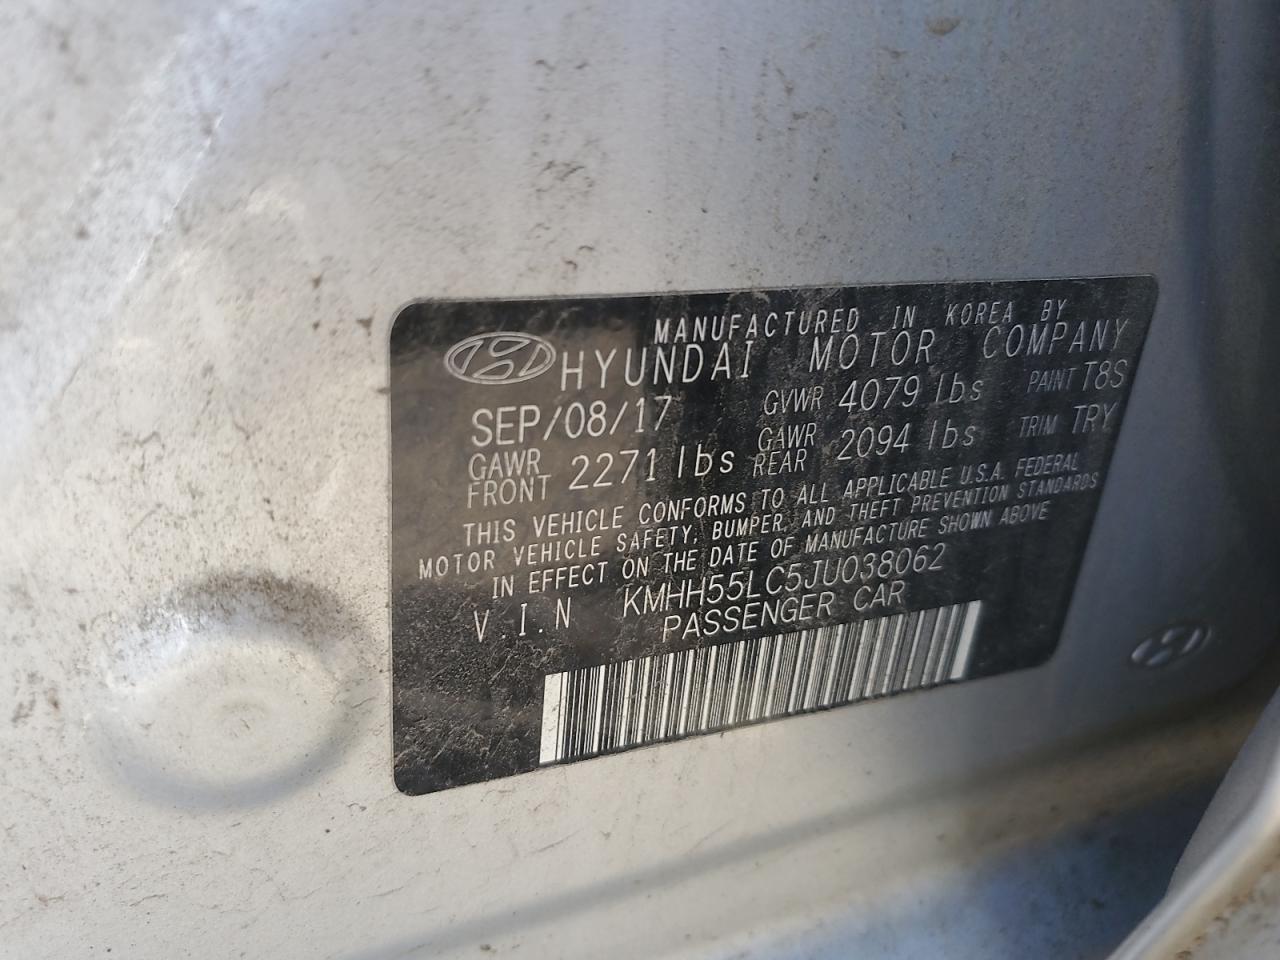 MANUFACTURED IN KOREA BY
HYUNDAI MOTOR COMPANY
SEP/08/17 GVWR 4079 lbs PAINT T8S
GAWR FRONT 2271 lbs GAWR REAR 2094 lbs TRIM TRY
THIS VEHICLE CONFORMS TO ALL APPLICABLE U.S.A. FEDERAL
MOTOR VEHICLE SAFETY, BUMPER, AND THEFT PREVENTION STANDARDS
IN EFFECT ON THE DATE OF MANUFACTURE SHOWN ABOVE
V.I.N KMHH55LC5JU038062
PASSENGER CAR